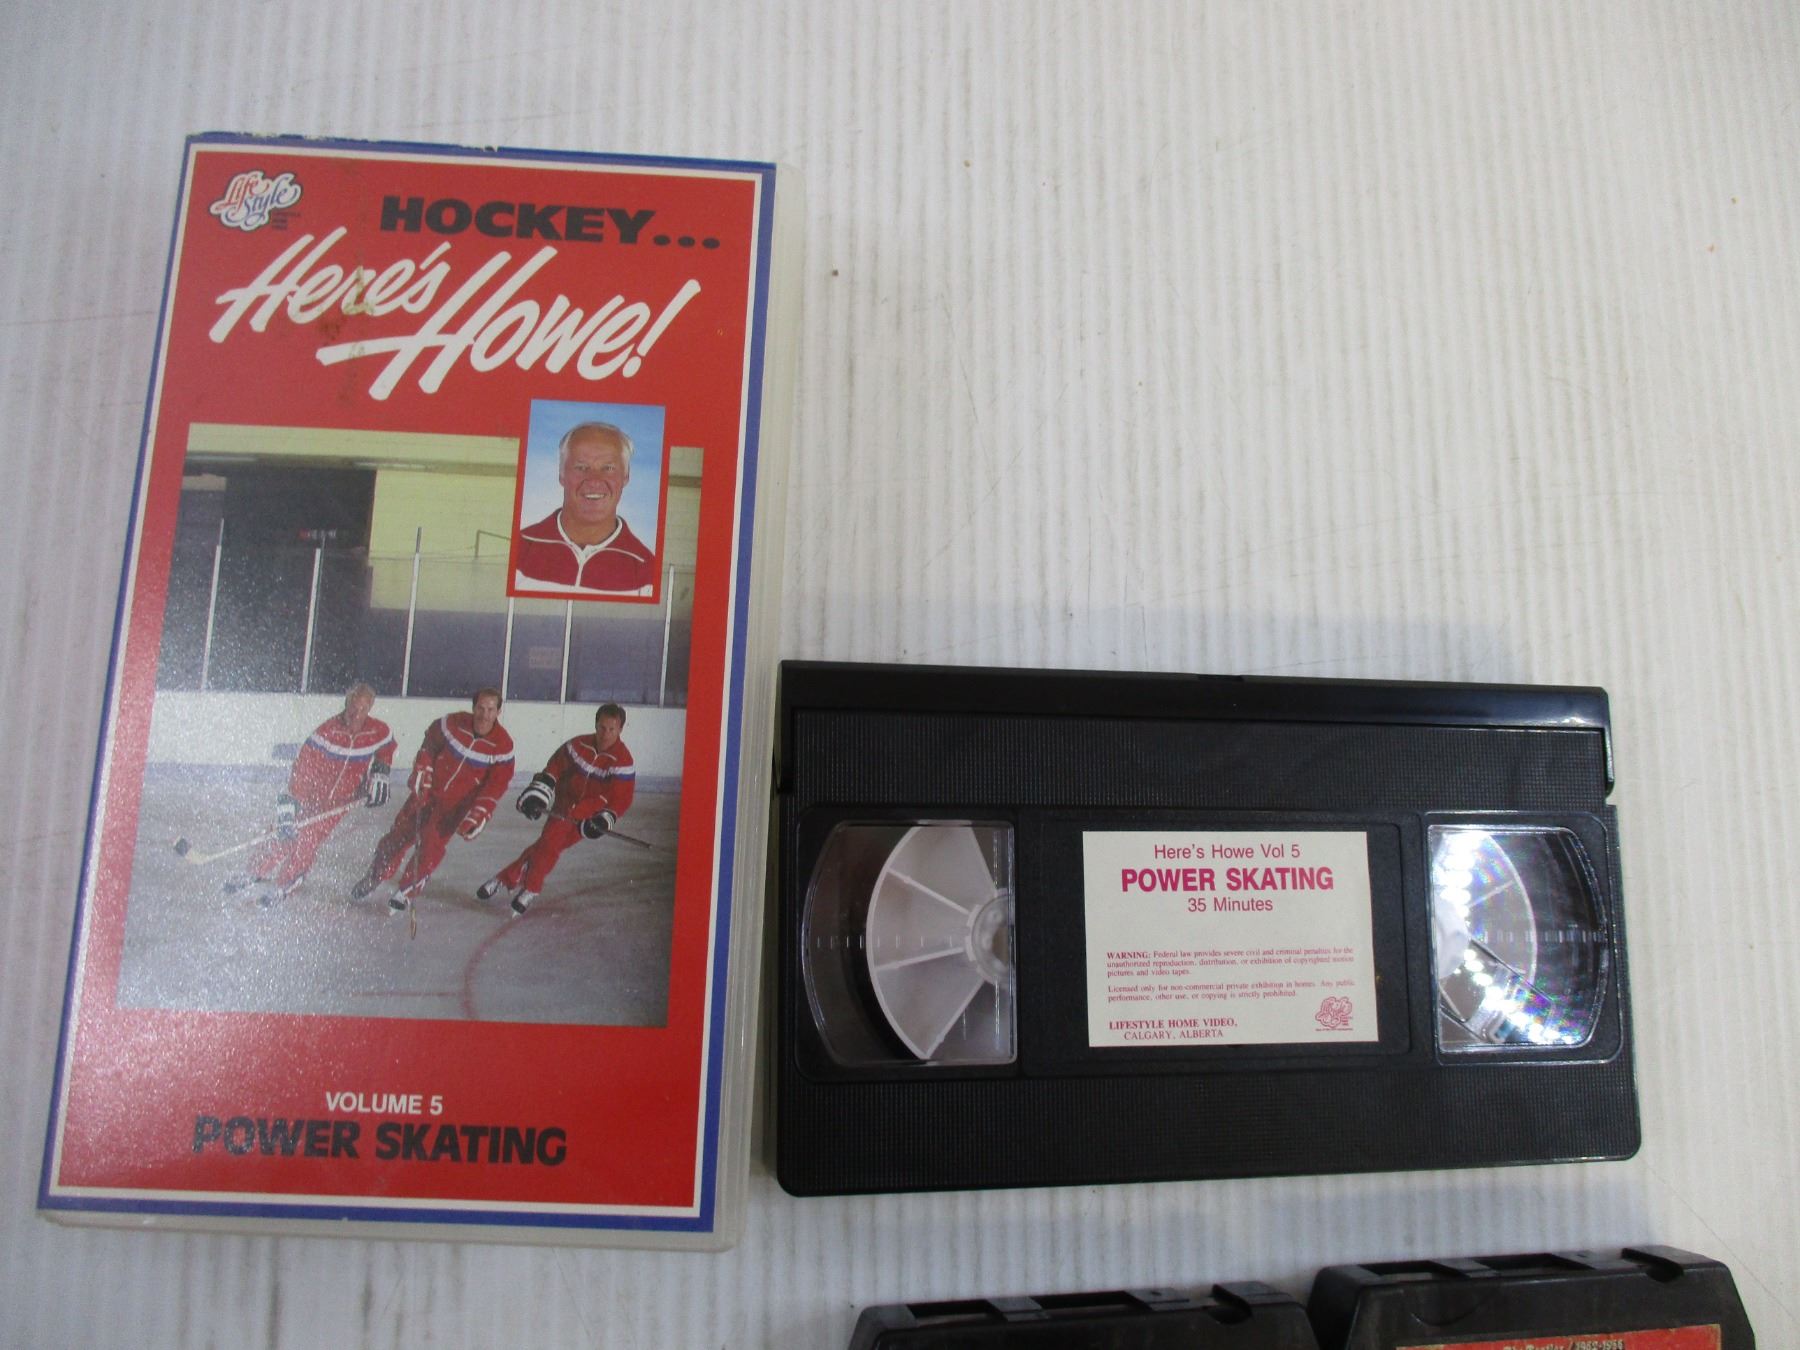 Life
Style
HOCKEY...
Here's
Howe!
VOLUME 5
POWER SKATING
Here's Howe Vol 5
POWER SKATING
35 Minutes
WARNING: Federal law provides severe civil and criminal penalties for the
unauthorized reproduction, distribution, or exhibition of copyrighted motion
pictures and video tapes.
Licensed only for non-commercial private exhibition in homes. Any public
performance, other use, or copying is strictly prohibited.
LIFESTYLE HOME VIDEO,
CALGARY, ALBERTA
/1962-1966